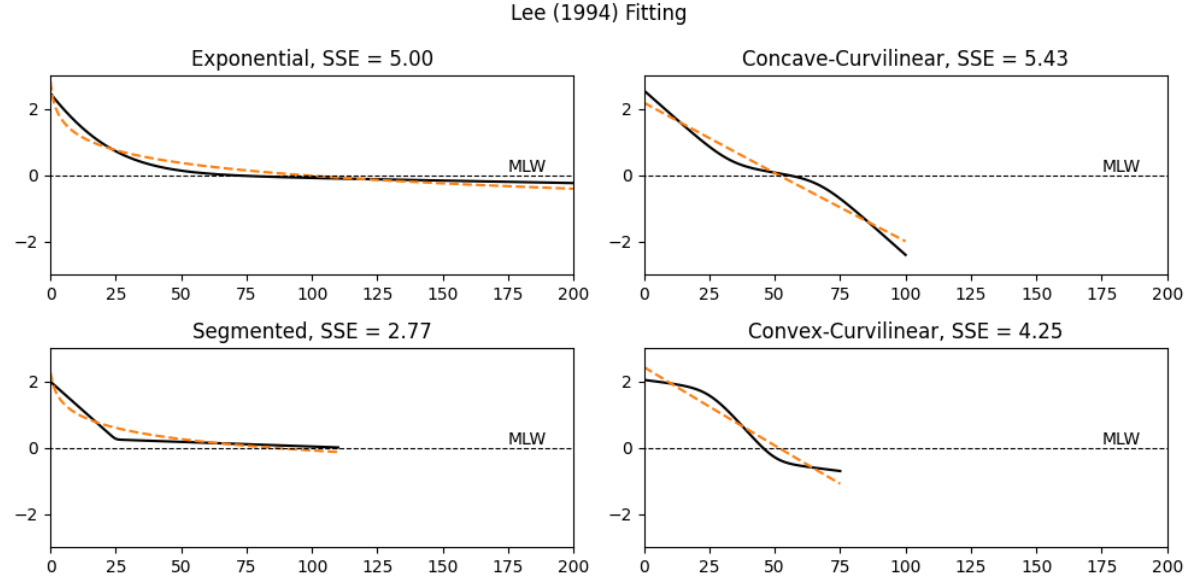 Lee (1994) Fitting
Exponential, SSE = 5.00
2
0
−2
MLW
0 25 50 75 100 125 150 175 200
Concave-Curvilinear, SSE = 5.43
2
0
−2
MLW
0 25 50 75 100 125 150 175 200
Segmented, SSE = 2.77
2
0
−2
MLW
0 25 50 75 100 125 150 175 200
Convex-Curvilinear, SSE = 4.25
2
0
−2
MLW
0 25 50 75 100 125 150 175 200